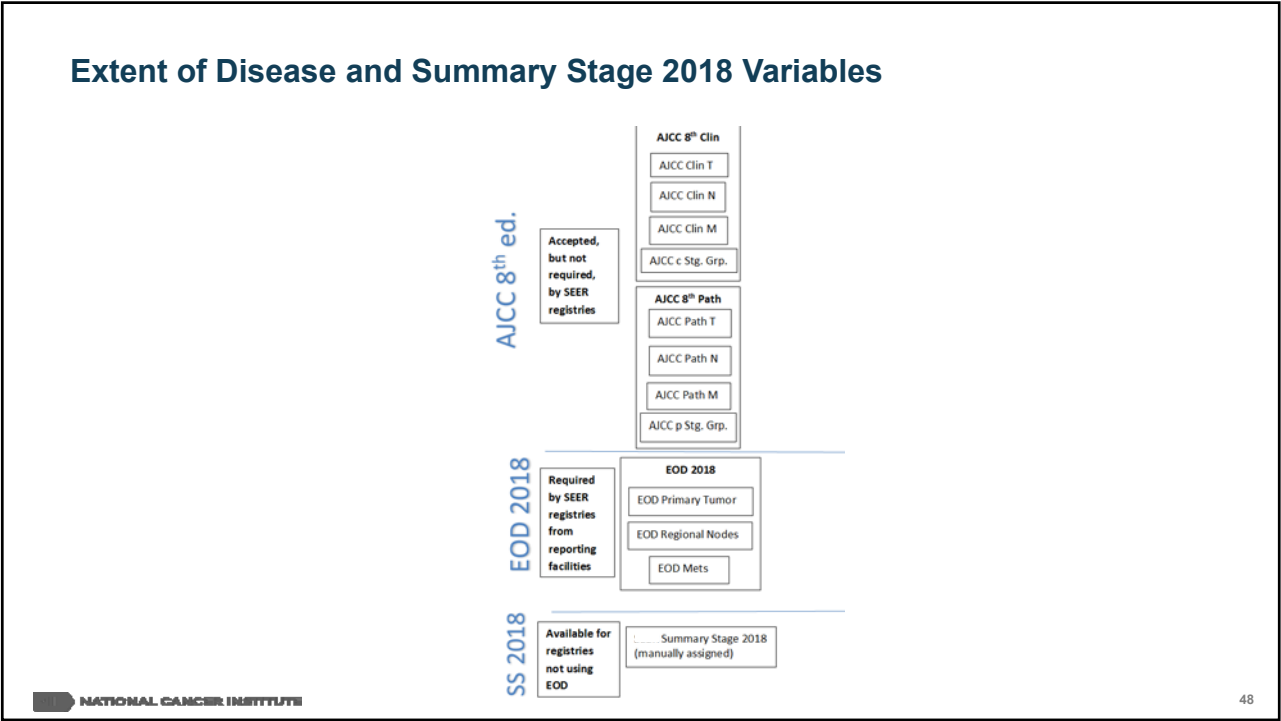 Extent of Disease and Summary Stage 2018 Variables
AJCC 8th ed.
Accepted,
but not
required,
by SEER
registries
AJCC 8th Clin
AJCC Clin T
AJCC Clin N
AJCC Clin M
AJCC c Stg. Grp.
AJCC 8th Path
AJCC Path T
AJCC Path N
AJCC Path M
AJCC p Stg. Grp.
EOD 2018
Required
by SEER
registries
from
reporting
facilities
EOD 2018
EOD Primary Tumor
EOD Regional Nodes
EOD Mets
SS 2018
Available for
registries
not using
EOD
Summary Stage 2018
(manually assigned)
NATIONAL CANCER INSTITUTE
48